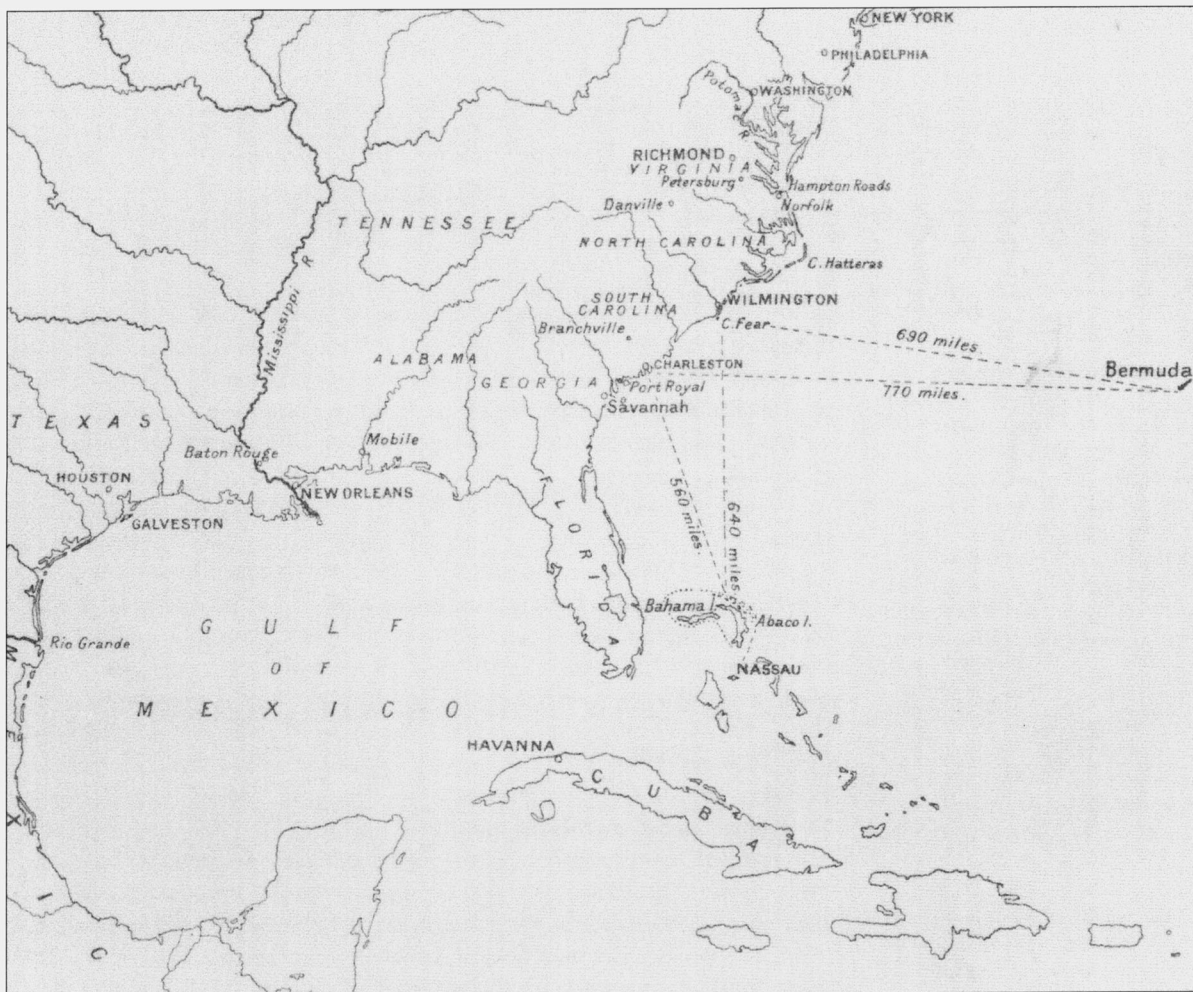 NEW YORK
PHILADELPHIA
WASHINGTON
Potomac R
RICHMOND
VIRGINIA
Petersburg
Hampton Roads
Danville
Norfolk
TENNESSEE
NORTH CAROLINA
C. Hatteras
SOUTH
CAROLINA
WILMINGTON
C. Fear
Branchville
690 miles.
Mississippi R
ALABAMA
CHARLESTON
GEORGIA
Port Royal
Bermuda
770 miles.
Savannah
TEXAS
Mobile
Baton Rouge
HOUSTON
NEW ORLEANS
GALVESTON
FLORIDA
560 miles.
640 miles
Bahama I.
Abaco I.
GULF
OF
MEXICO
Rio Grande
NASSAU
HAVANNA
CUBA
MEXIC